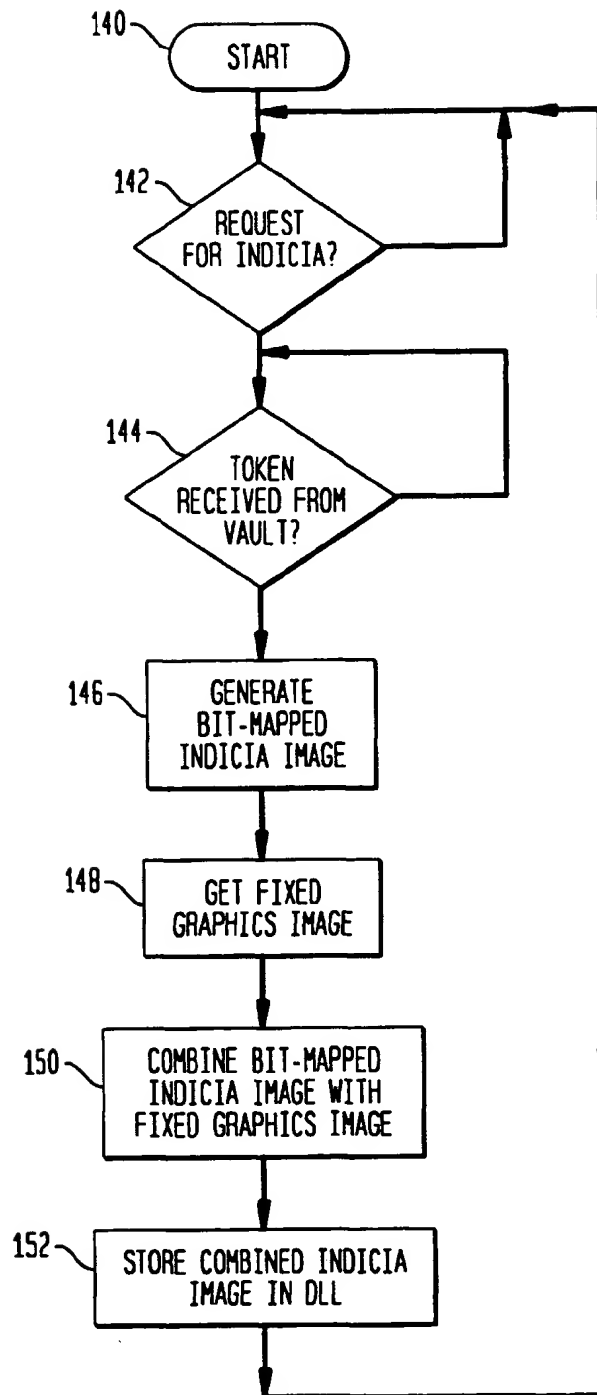 140
START
142
REQUEST
FOR INDICIA?
144
TOKEN
RECEIVED FROM
VAULT?
146
GENERATE
BIT-MAPPED
INDICIA IMAGE
148
GET FIXED
GRAPHICS IMAGE
150
COMBINE BIT-MAPPED
INDICIA IMAGE WITH
FIXED GRAPHICS IMAGE
152
STORE COMBINED INDICIA
IMAGE IN DLL